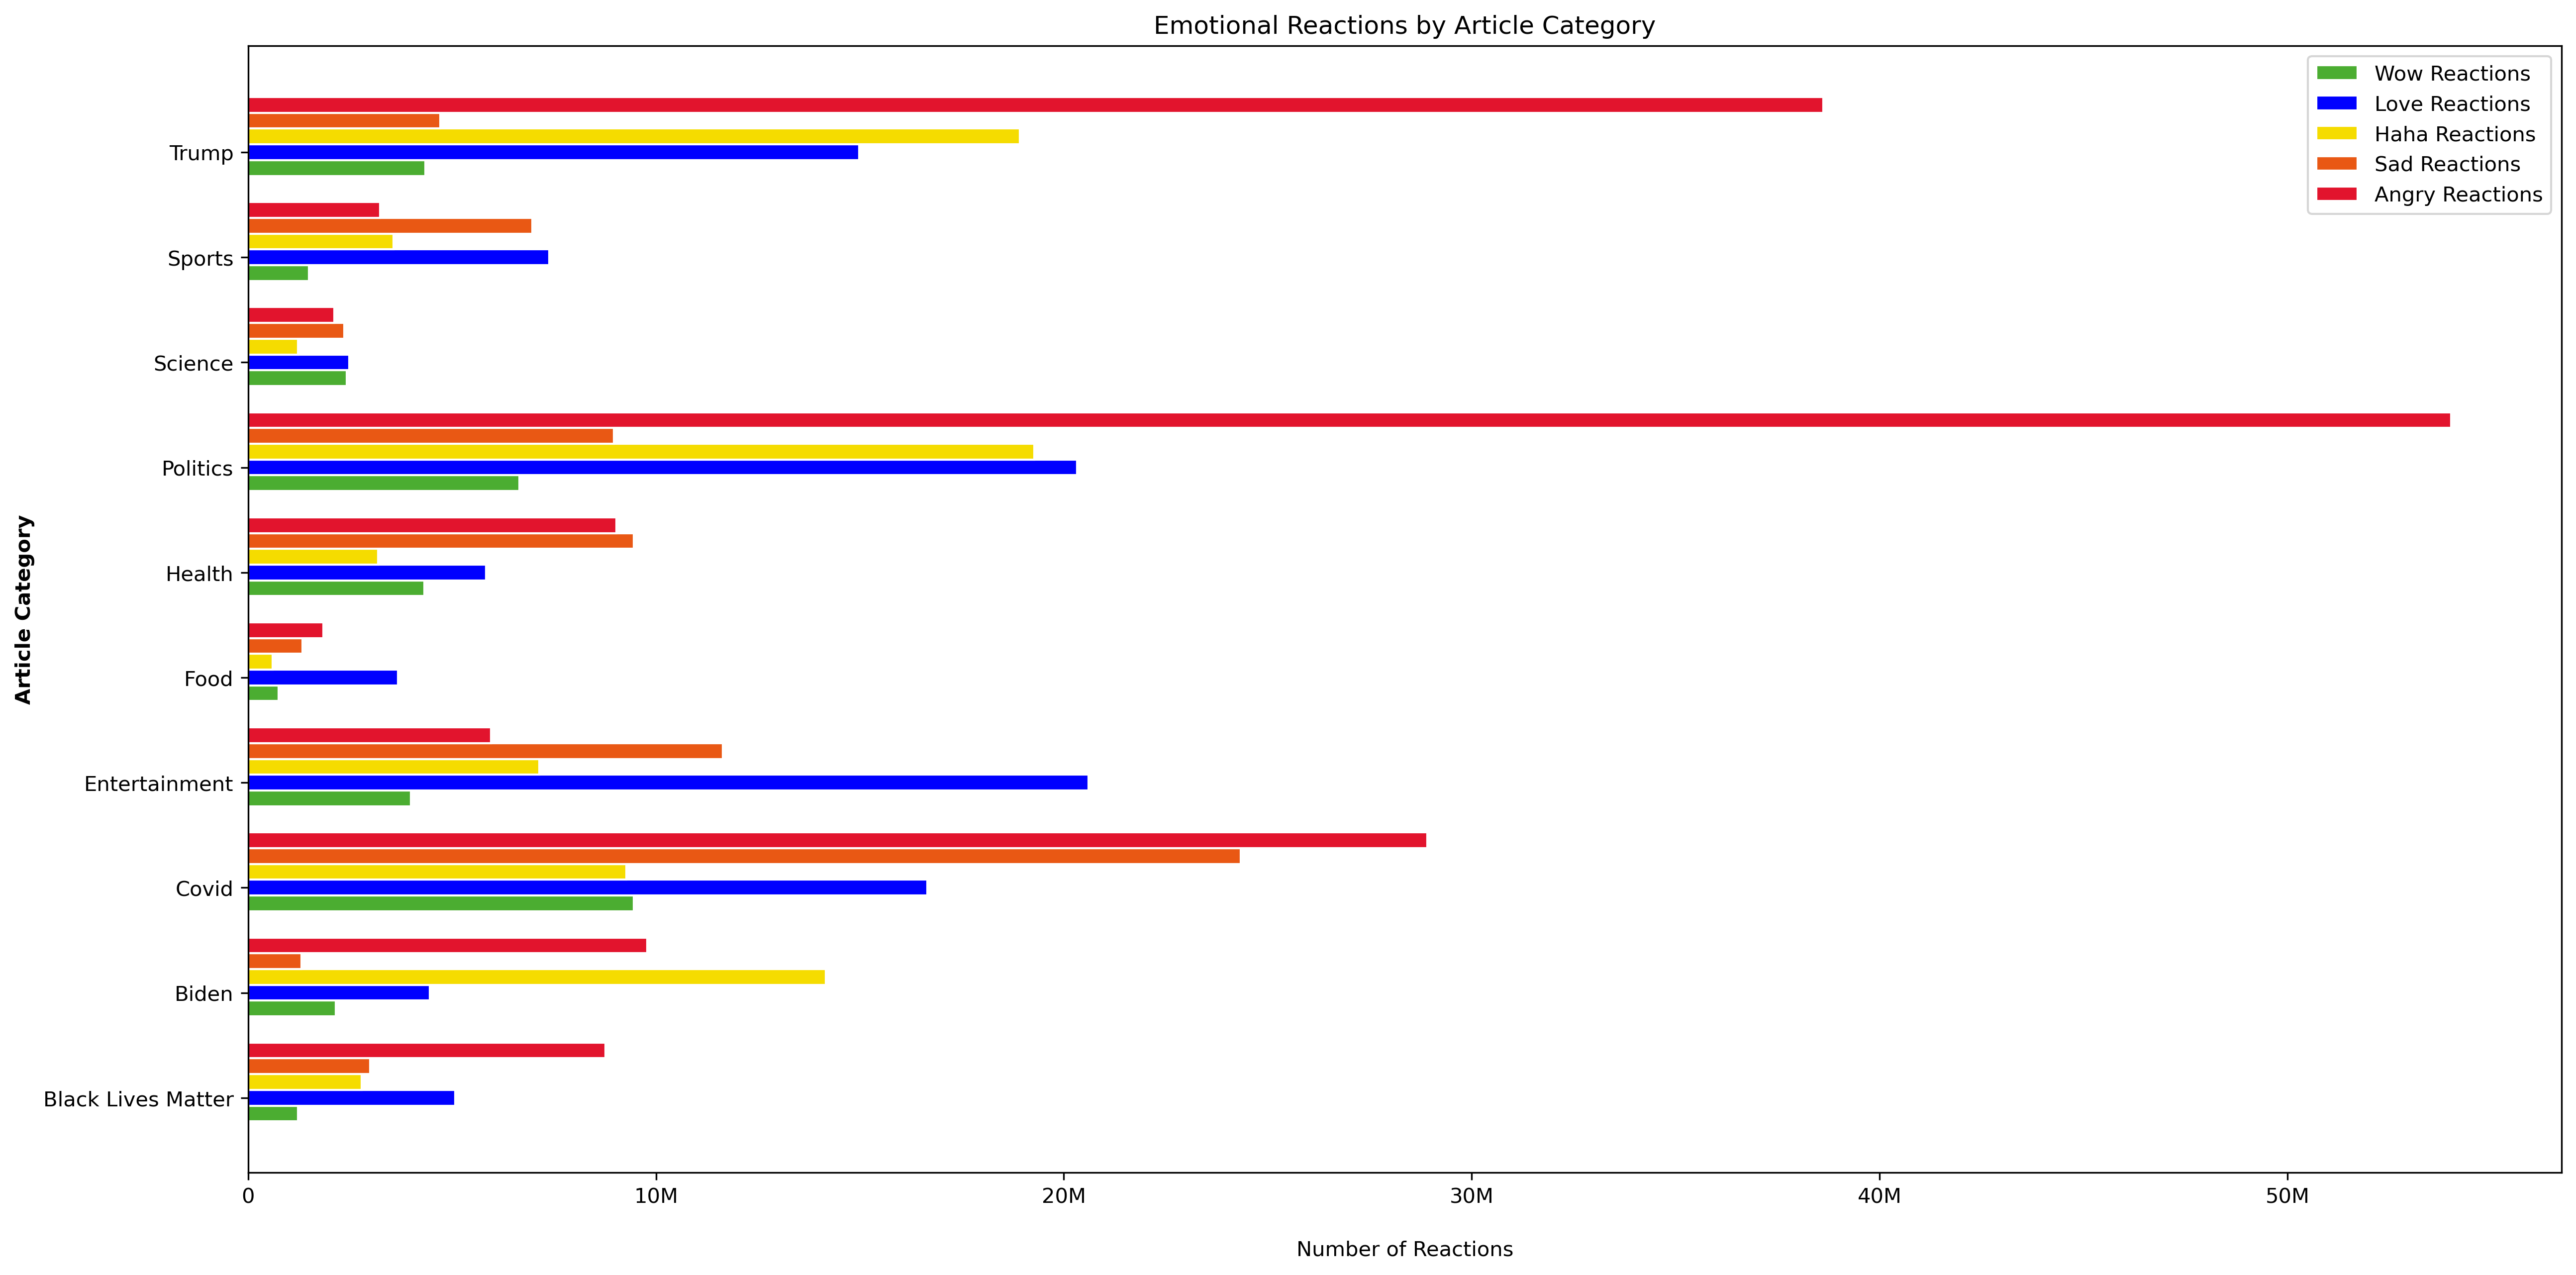 Emotional Reactions by Article Category
Wow Reactions
Love Reactions
Haha Reactions
Sad Reactions
Angry Reactions
Article Category
Trump
Sports
Science
Politics
Health
Food
Entertainment
Covid
Biden
Black Lives Matter
0 10M 20M 30M 40M 50M
Number of Reactions